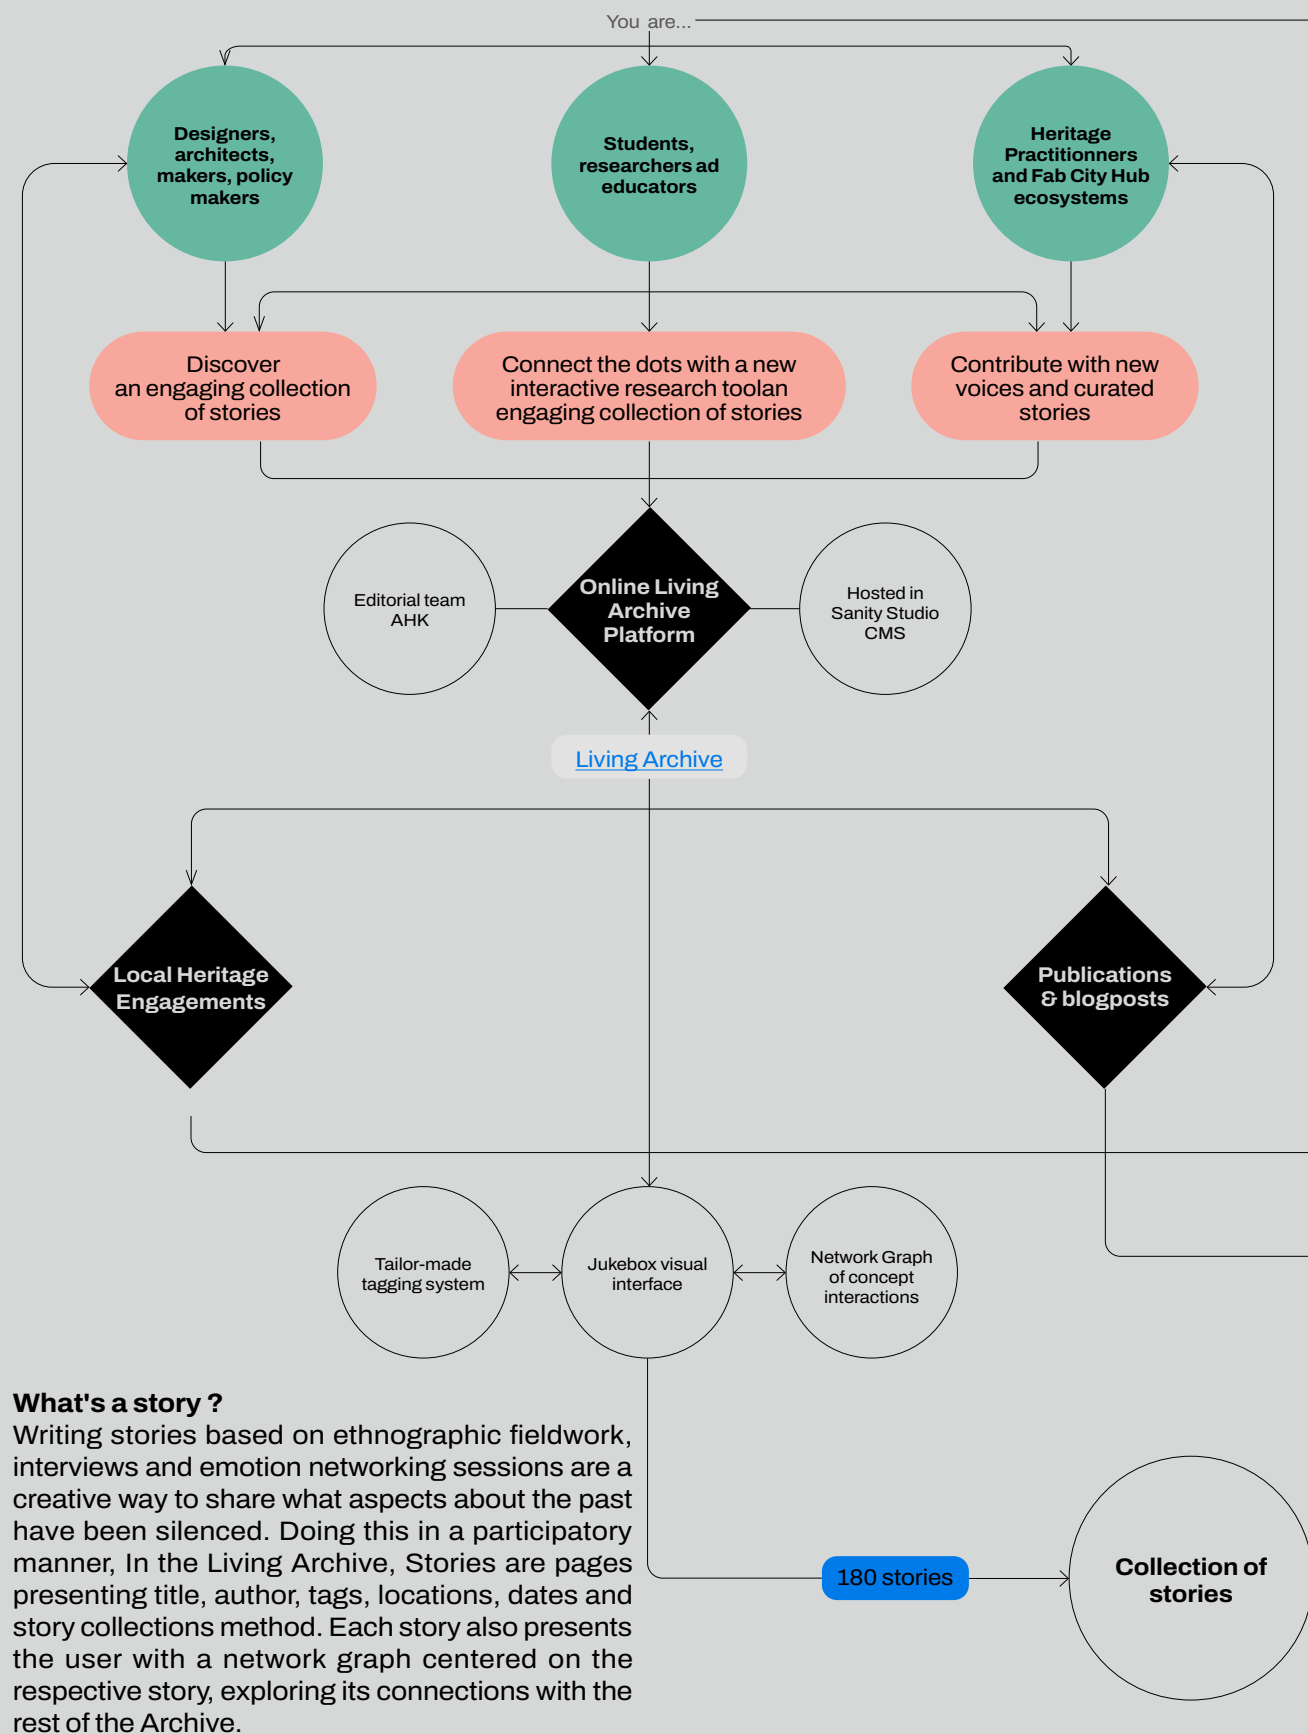 You are...
Designers,
architects,
makers, policy
makers
Students,
researchers ad
educators
Heritage
Practitionners
and Fab City Hub
ecosystems
Discover
an engaging collection
of stories
Connect the dots with a new
interactive research toolan
engaging collection of stories
Contribute with new
voices and curated
stories
Editorial team
AHK
Online Living
Archive
Platform
Hosted in
Sanity Studio
CMS
Living Archive
Local Heritage
Engagements
Publications
& blogposts
Tailor-made
tagging system
Jukebox visual
interface
Network Graph
of concept
interactions
What's a story ?
Writing stories based on ethnographic fieldwork,
interviews and emotion networking sessions are a
creative way to share what aspects about the past
have been silenced. Doing this in a participatory
manner, In the Living Archive, Stories are pages
presenting title, author, tags, locations, dates and
story collections method. Each story also presents
the user with a network graph centered on the
respective story, exploring its connections with the
rest of the Archive.
180 stories
Collection of
stories